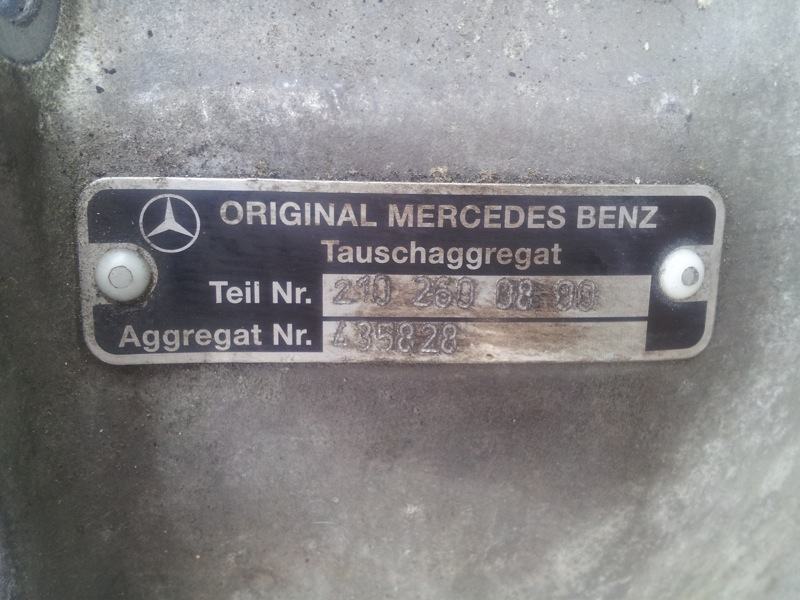 ORIGINAL MERCEDES BENZ
Tauschaggregat
Teil Nr. 210 260 08 00
Aggregat Nr. 435828